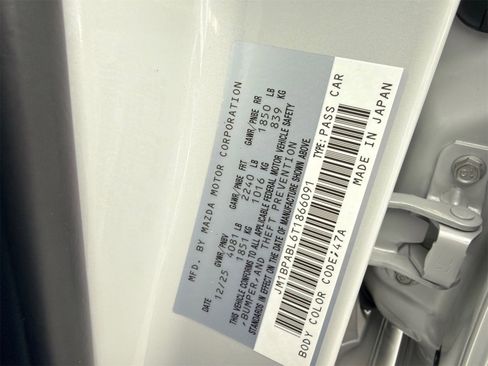 MFD. BY MAZDA MOTOR CORPORATION
DATE GVWR/PNBV GAWR/PNBE FRT GAWR/PNBE RR
12/25 4081 LB 2240 LB 1850 LB
1851 KG 1016 KG 839 KG
THIS VEHICLE CONFORMS TO ALL APPLICABLE FEDERAL MOTOR VEHICLE SAFETY
/BUMPER, AND THEFT PREVENTION
STANDARDS IN EFFECT ON THE DATE OF MANUFACTURE SHOWN ABOVE
JM1BPABL6T1866091 TYPE: PASS CAR
BODY COLOR CODE: 47A MADE IN JAPAN